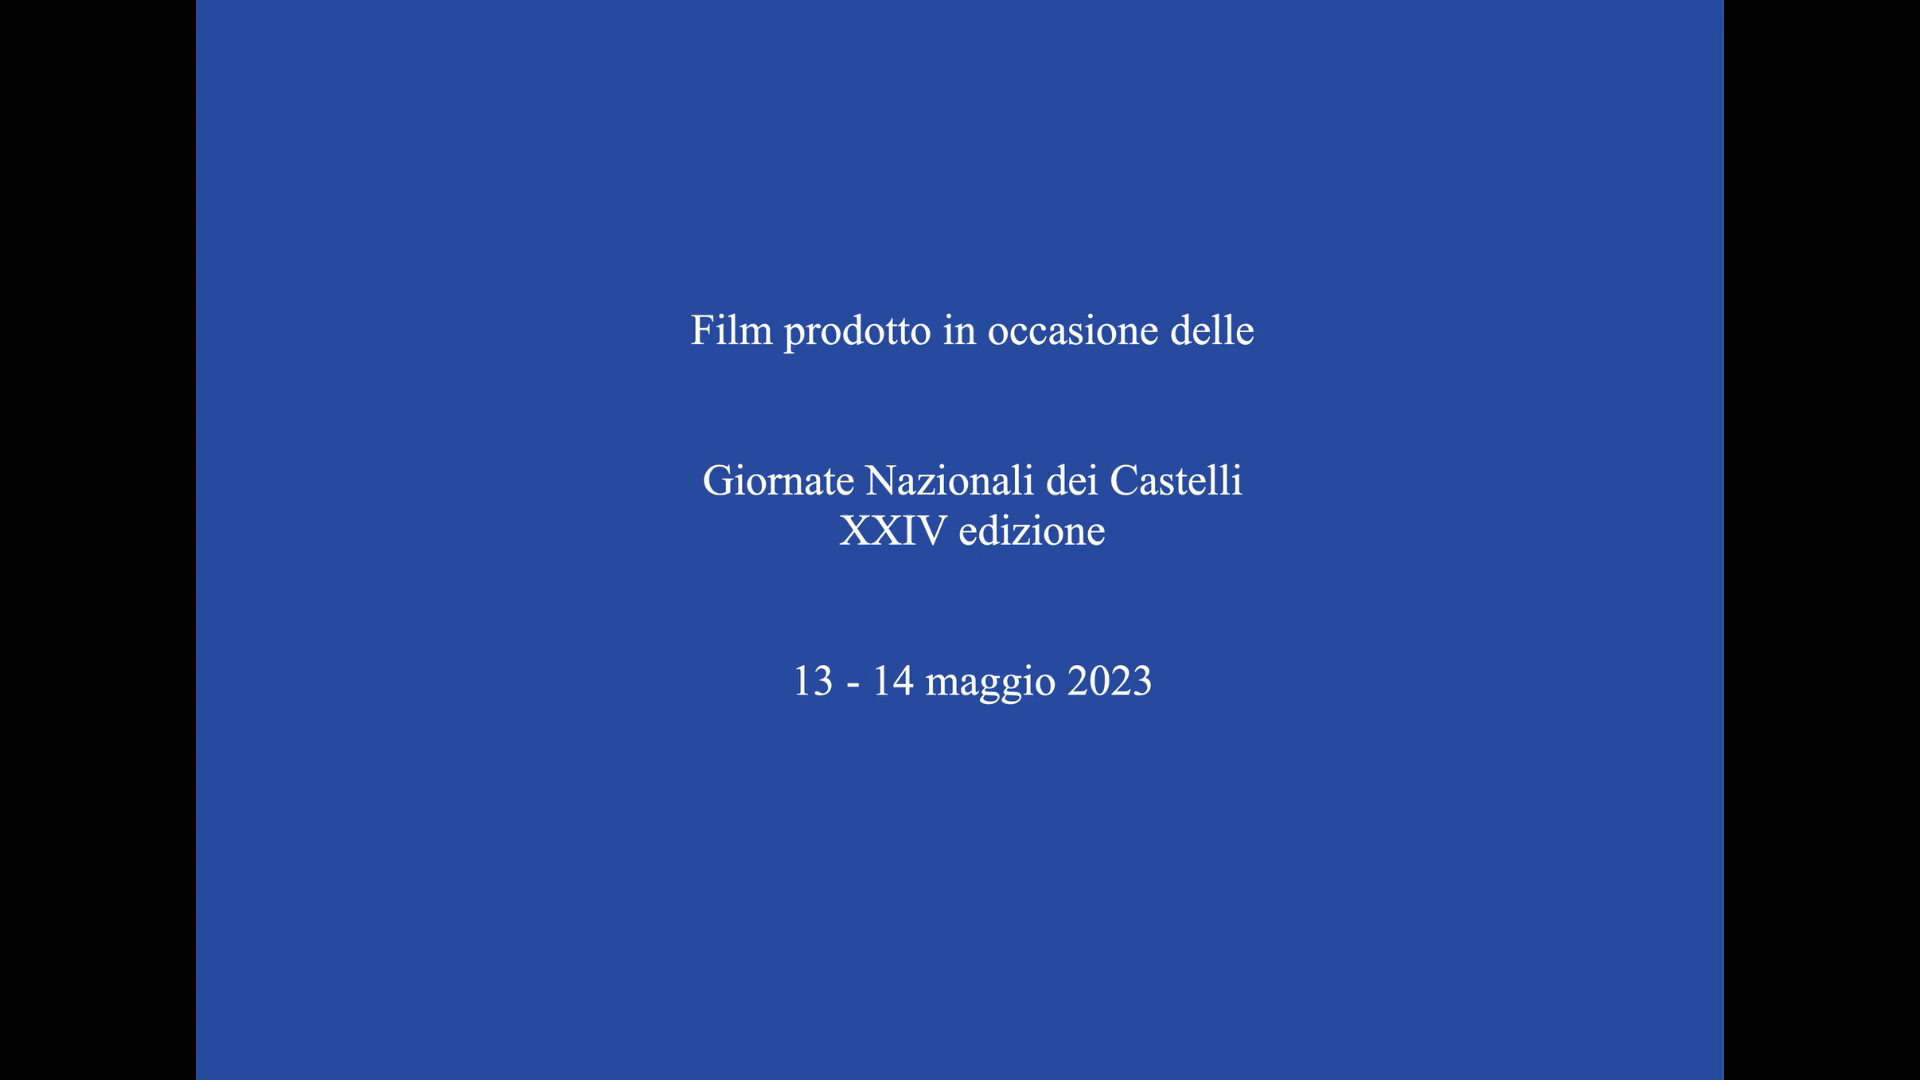 Film prodotto in occasione delle
Giornate Nazionali dei Castelli
XXIV edizione
13 - 14 maggio 2023